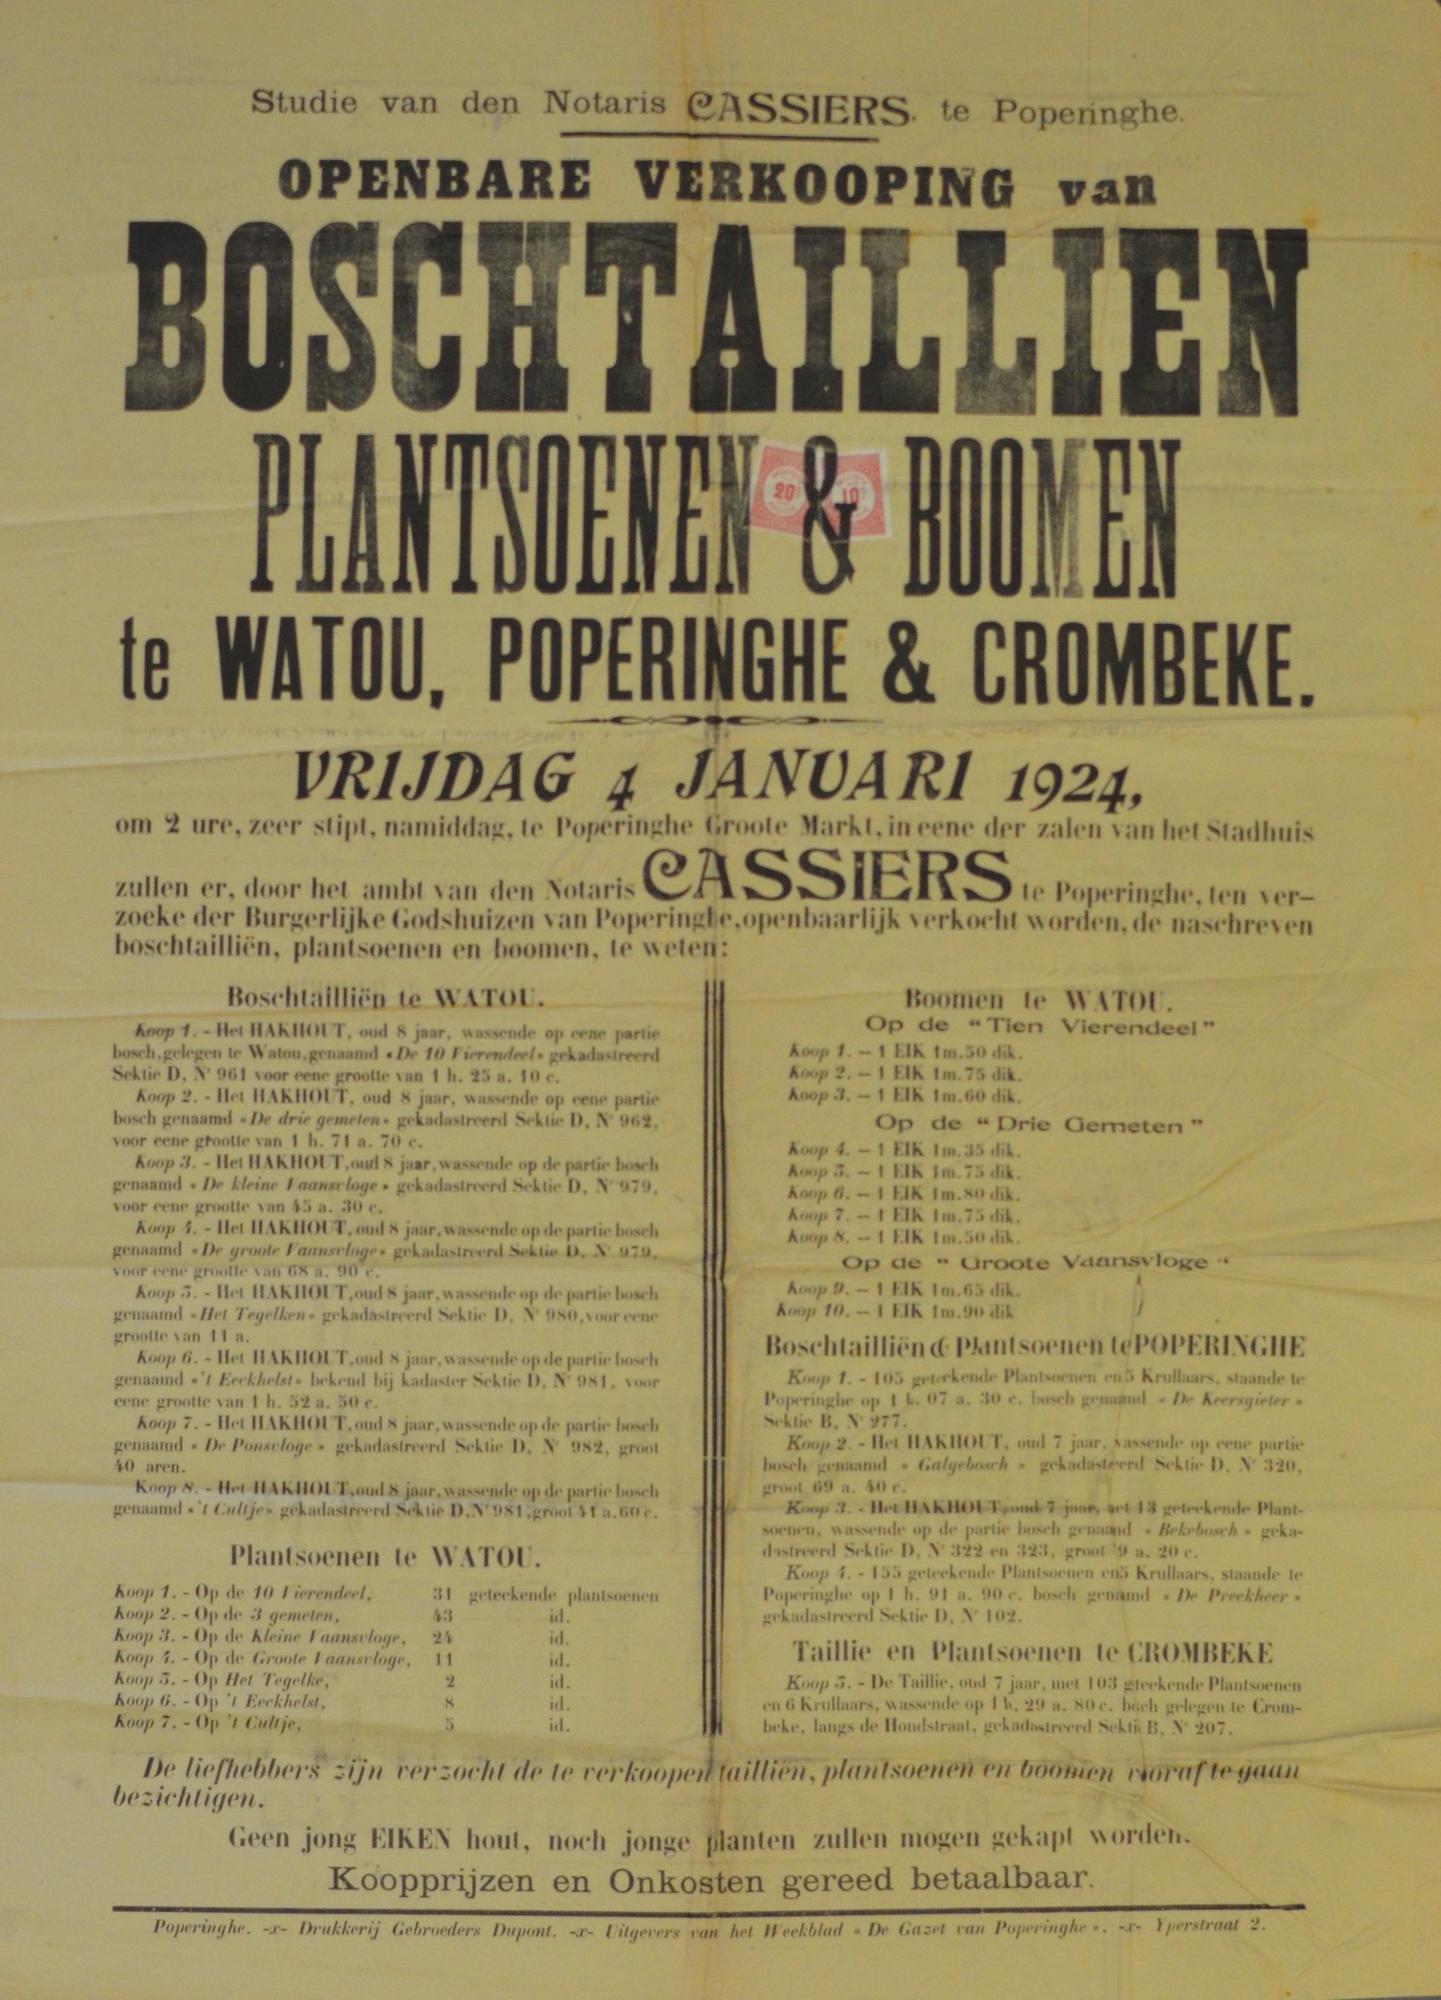 Studie van den Notaris CASSIERS, te Poperinghe.
OPENBARE VERKOOPING van
BOSCHTAILLIEN
PLANTSOENEN & BOOMEN
20 10
te WATOU, POPERINGHE & CROMBEKE.
VRIJDAG 4 JANUARI 1924,
om 2 ure, zeer stipt, namiddag, te Poperinghe Groote Markt, in eene der zalen van het Stadhuis
zullen er, door het ambt van den Notaris CASSIERS te Poperinghe, ten ver-
zoeke der Burgerlijke Godshuizen van Poperinghe, openbaarlijk verkocht worden, de naschreven
boschtailliën, plantsoenen en boomen, te weten:
Boschtailliën te WATOU.
Koop 1. - Het HAKHOUT, oud 8 jaar, wassende op eene partie
bosch, gelegen te Watou, genaamd «De 10 Vierendeel» gekadastreerd
Sektie D, Nr 961 voor eene grootte van 1 h. 25 a. 10 c.
Koop 2. - Het HAKHOUT, oud 8 jaar, wassende op eene partie
bosch genaamd «De drie gemeten» gekadastreerd Sektie D, Nr 962,
voor eene grootte van 1 h. 71 a. 70 c.
Koop 3. - Het HAKHOUT, oud 8 jaar, wassende op de partie bosch
genaamd « De kleine Vaansvloge » gekadastreerd Sektie D, Nr 979,
voor eene grootte van 45 a. 30 c.
Koop 4. - Het HAKHOUT, oud 8 jaar, wassende op de partie bosch
genaamd «De groote Vaansvloge» gekadastreerd Sektie D, Nr 979,
voor eene grootte van 68 a. 90 c.
Koop 5. - Het HAKHOUT, oud 8 jaar, wassende op de partie bosch
genaamd «Het Tegelken» gekadastreerd Sektie D, Nr 980, voor eene
grootte van 11 a.
Koop 6. - Het HAKHOUT, oud 8 jaar, wassende op de partie bosch
genaamd «'t Eeckhelst» bekend bij kadaster Sektie D, Nr 981, voor
eene grootte van 1 h. 52 a. 50 c.
Koop 7. - Het HAKHOUT, oud 8 jaar, wassende op de partie bosch
genaamd « De Ponsvloge » gekadastreerd Sektie D, Nr 982, groot
40 aren.
Koop 8. - Het HAKHOUT, oud 8 jaar, wassende op de partie bosch
genaamd «'t Cultje» gekadastreerd Sektie D, Nr 981, groot 41 a. 60 c.
Plantsoenen te WATOU.
Koop 1. - Op de 10 Vierendeel, 31 geteekende plantsoenen
Koop 2. - Op de 3 gemeten, 43 id.
Koop 3. - Op de Kleine Vaansvloge, 24 id.
Koop 4. - Op de Groote Vaansvloge, 11 id.
Koop 5. - Op Het Tegelke, 2 id.
Koop 6. - Op 't Eeckhelst, 8 id.
Koop 7. - Op 't Cultje, 5 id.
Boomen te WATOU.
Op de "Tien Vierendeel"
Koop 1. — 1 EIK 1m.50 dik.
Koop 2. — 1 EIK 1m.75 dik.
Koop 3. — 1 EIK 1m.60 dik.
Op de "Drie Gemeten"
Koop 4. — 1 EIK 1m.35 dik.
Koop 5. — 1 EIK 1m.75 dik.
Koop 6. — 1 EIK 1m.80 dik.
Koop 7. — 1 EIK 1m.75 dik.
Koop 8. — 1 EIK 1m.50 dik.
Op de "Groote Vaansvloge"
Koop 9. — 1 EIK 1m.65 dik.
Koop 10. — 1 EIK 1m.90 dik
Boschtailliën & Plantsoenen te POPERINGHE
Koop 1. - 105 geteekende Plantsoenen en 5 Krullaars, staande te
Poperinghe op 1 h. 07 a. 30 c. bosch genaamd « De Keersgieter »
Sektie B, Nr 277.
Koop 2. - Het HAKHOUT, oud 7 jaar, wassende op eene partie
bosch genaamd « Galgebosch » gekadastreerd Sektie D, Nr 320,
groot 69 a. 40 c.
Koop 3. - Het HAKHOUT, oud 7 jaar, met 13 geteekende Plant-
soenen, wassende op de partie bosch genaamd « Bekebosch » geka-
dastreerd Sektie D, Nr 322 en 323, groot 9 a. 20 c.
Koop 4. - 155 geteekende Plantsoenen en 5 Krullaars, staande te
Poperinghe op 1 h. 91 a. 90 c. bosch genaamd « De Preekheer »
gekadastreerd Sektie D, Nr 102.
Taillie en Plantsoenen te CROMBEKE
Koop 5. - De Taillie, oud 7 jaar, met 103 gteekende Plantsoenen
en 6 Krullaars, wassende op 1 h. 29 a. 80 c. bosch gelegen te Crom-
beke, langs de Hondstraat, gekadastreerd Sektie B, Nr 207.
De liefhebbers zijn verzocht de te verkoopen tailliën, plantsoenen en boomen vooraf te gaan
bezichtigen.
Geen jong EIKEN hout, noch jonge planten zullen mogen gekapt worden.
Koopprijzen en Onkosten gereed betaalbaar.
Poperinghe. -x- Drukkerij Gebroeders Dupont. -x- Uitgevers van het Weekblad « De Gazet van Poperinghe ». -x- Yperstraat 2.